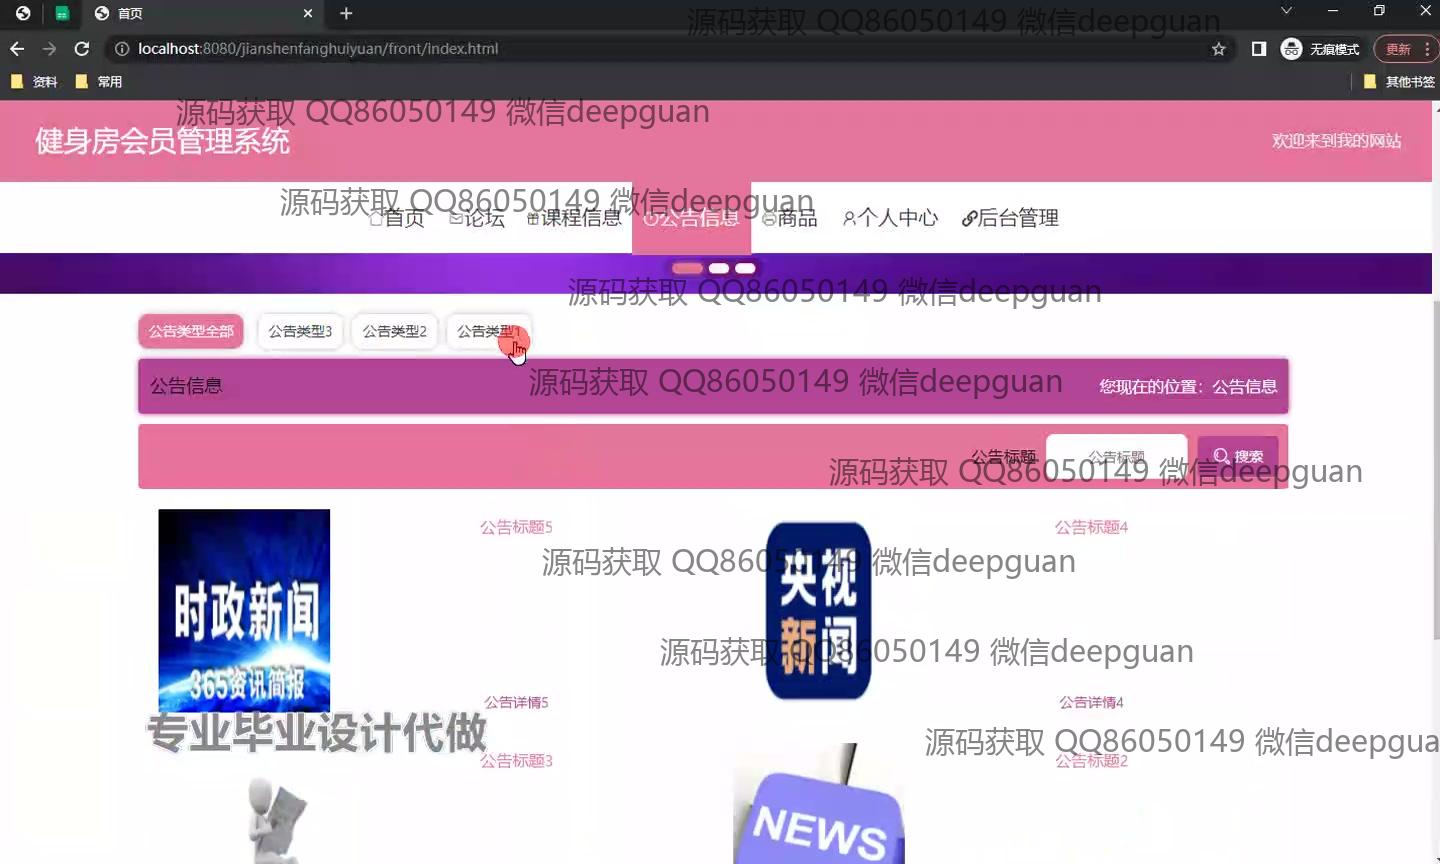 首页
localhost:8080/jianshenfanghuiyuan/front/index.html
无痕模式
更新
资料
常用
其他书签
源码获取 QQ86050149 微信deepguan
源码获取 QQ86050149 微信deepguan
健身房会员管理系统
欢迎来到我的网站
源码获取 QQ86050149 微信deepguan
首页
论坛
课程信息
公告信息
商品
个人中心
后台管理
源码获取 QQ86050149 微信deepguan
公告类型全部
公告类型3
公告类型2
公告类型1
公告信息
源码获取 QQ86050149 微信deepguan
您现在的位置：公告信息
公告标题
公告标题
搜索
源码获取 QQ86050149 微信deepguan
公告标题5
公告标题4
时政新闻
365资讯简报
央视
新闻
源码获取 QQ86050149 微信deepguan
源码获取 QQ86050149 微信deepguan
公告详情5
公告详情4
专业毕业设计代做
源码获取 QQ86050149 微信deepgua
公告标题3
公告标题2
NEWS